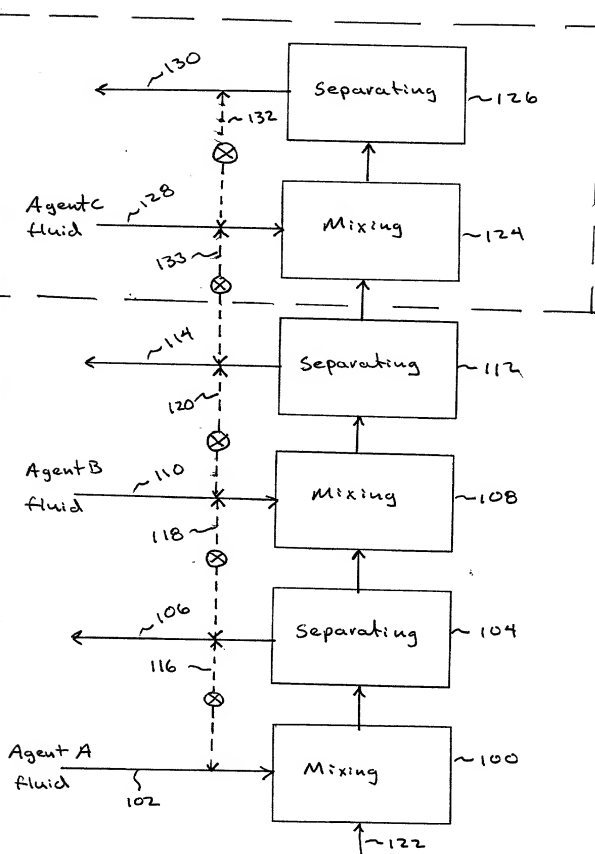 130
Separating
126
132
Agent C
128
fluid
Mixing
124
133
114
Separating
112
120
Agent B
110
fluid
Mixing
108
118
106
Separating
104
116
Agent A
fluid
102
Mixing
100
122